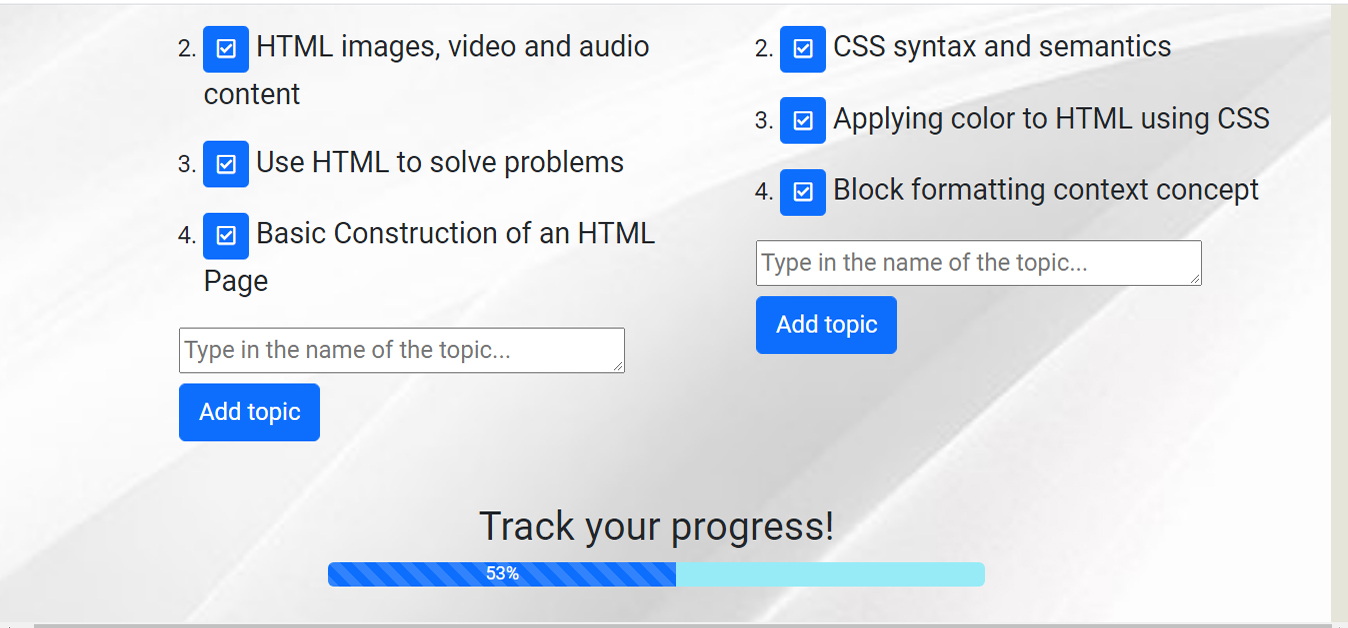 2. HTML images, video and audio
content
3. Use HTML to solve problems
4. Basic Construction of an HTML
Page
Type in the name of the topic...
Add topic
2. CSS syntax and semantics
3. Applying color to HTML using CSS
4. Block formatting context concept
Type in the name of the topic...
Add topic
Track your progress!
53%